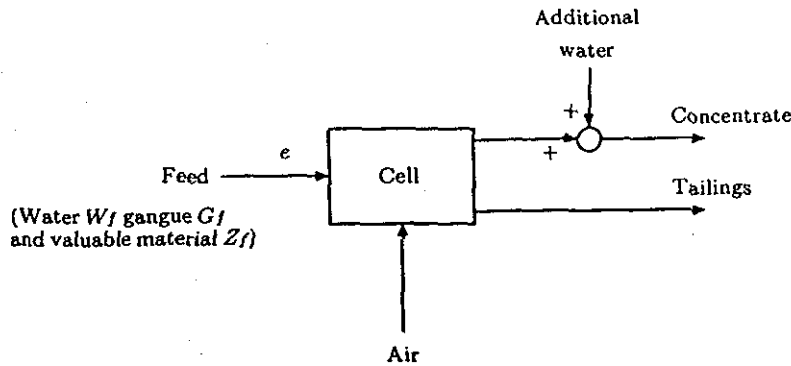 Additional
water
+
Concentrate
+
e
Feed
Cell
Tailings
(Water Wf gangue Gf
and valuable material Zf)
Air